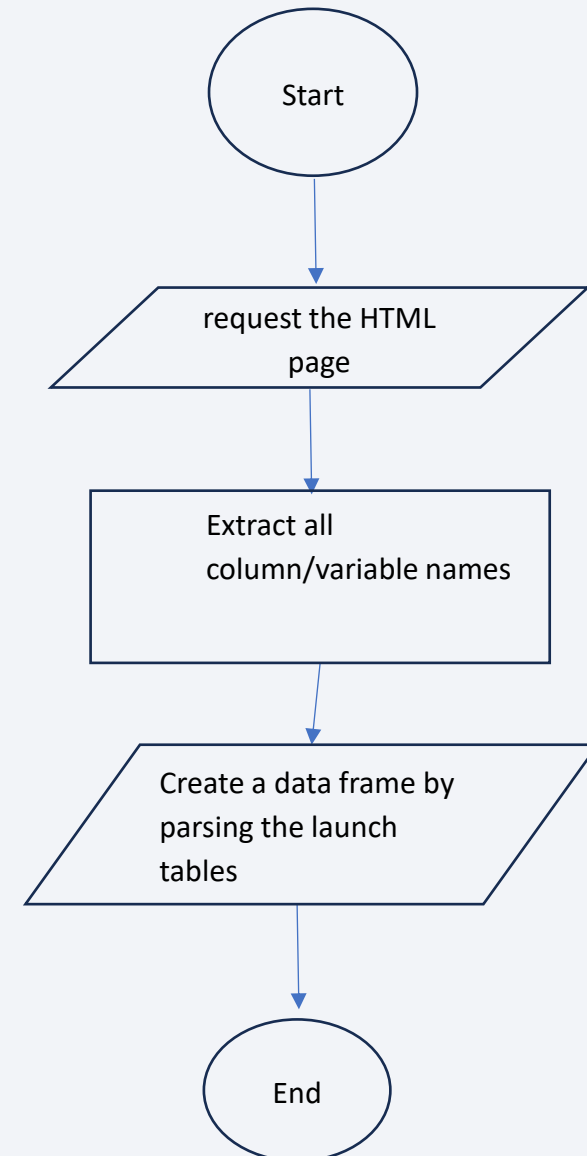 Start
request the HTML
page
Extract all
column/variable names
Create a data frame by
parsing the launch
tables
End